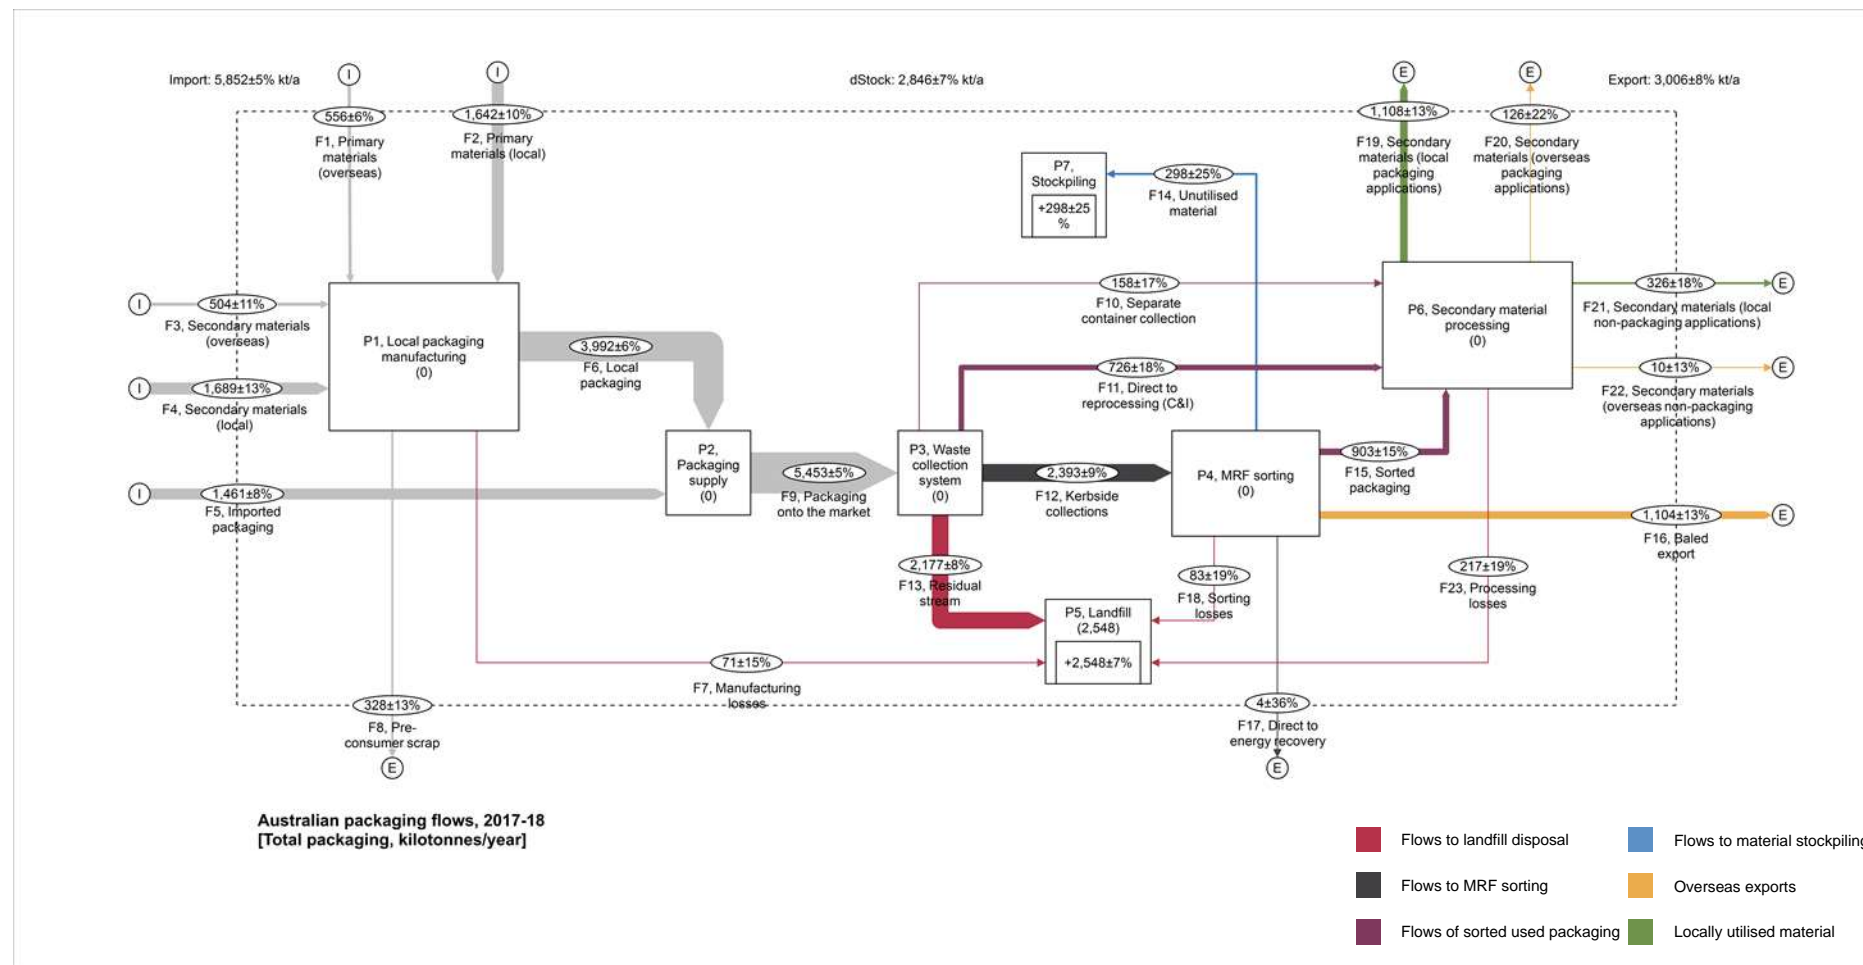 Import: 5,852±5% kt/a
dStock: 2,846±7% kt/a
Export: 3,006±8% kt/a
I
556±6%
F1, Primary
materials
(overseas)
I
1,642±10%
F2, Primary
materials (local)
E
1,108±13%
F19, Secondary
materials (local
packaging
applications)
E
126±22%
F20, Secondary
materials (overseas
packaging
applications)
P7,
Stockpiling
+298±25
%
298±25%
F14, Unutilised
material
I
504±11%
F3, Secondary materials
(overseas)
I
1,689±13%
F4, Secondary materials
(local)
P1, Local packaging
manufacturing
(0)
3,992±6%
F6, Local
packaging
158±17%
F10, Separate
container collection
726±18%
F11, Direct to
reprocessing (C&I)
P6, Secondary material
processing
(0)
326±18%
E
F21, Secondary materials (local
non-packaging applications)
10±13%
E
F22, Secondary materials
(overseas non-packaging
applications)
I
1,461±8%
F5, Imported
packaging
P2,
Packaging
supply
(0)
5,453±5%
F9, Packaging
onto the market
P3, Waste
collection
system
(0)
2,393±9%
F12, Kerbside
collections
P4, MRF sorting
(0)
903±15%
F15, Sorted
packaging
1,104±13%
E
F16, Baled
export
2,177±8%
F13, Residual
stream
83±19%
F18, Sorting
losses
217±19%
F23, Processing
losses
P5, Landfill
(2,548)
+2,548±7%
71±15%
F7, Manufacturing
losses
328±13%
F8, Pre-
consumer scrap
E
4±36%
F17, Direct to
energy recovery
E
Australian packaging flows, 2017-18
[Total packaging, kilotonnes/year]
Flows to landfill disposal
Flows to material stockpiling
Flows to MRF sorting
Overseas exports
Flows of sorted used packaging
Locally utilised material